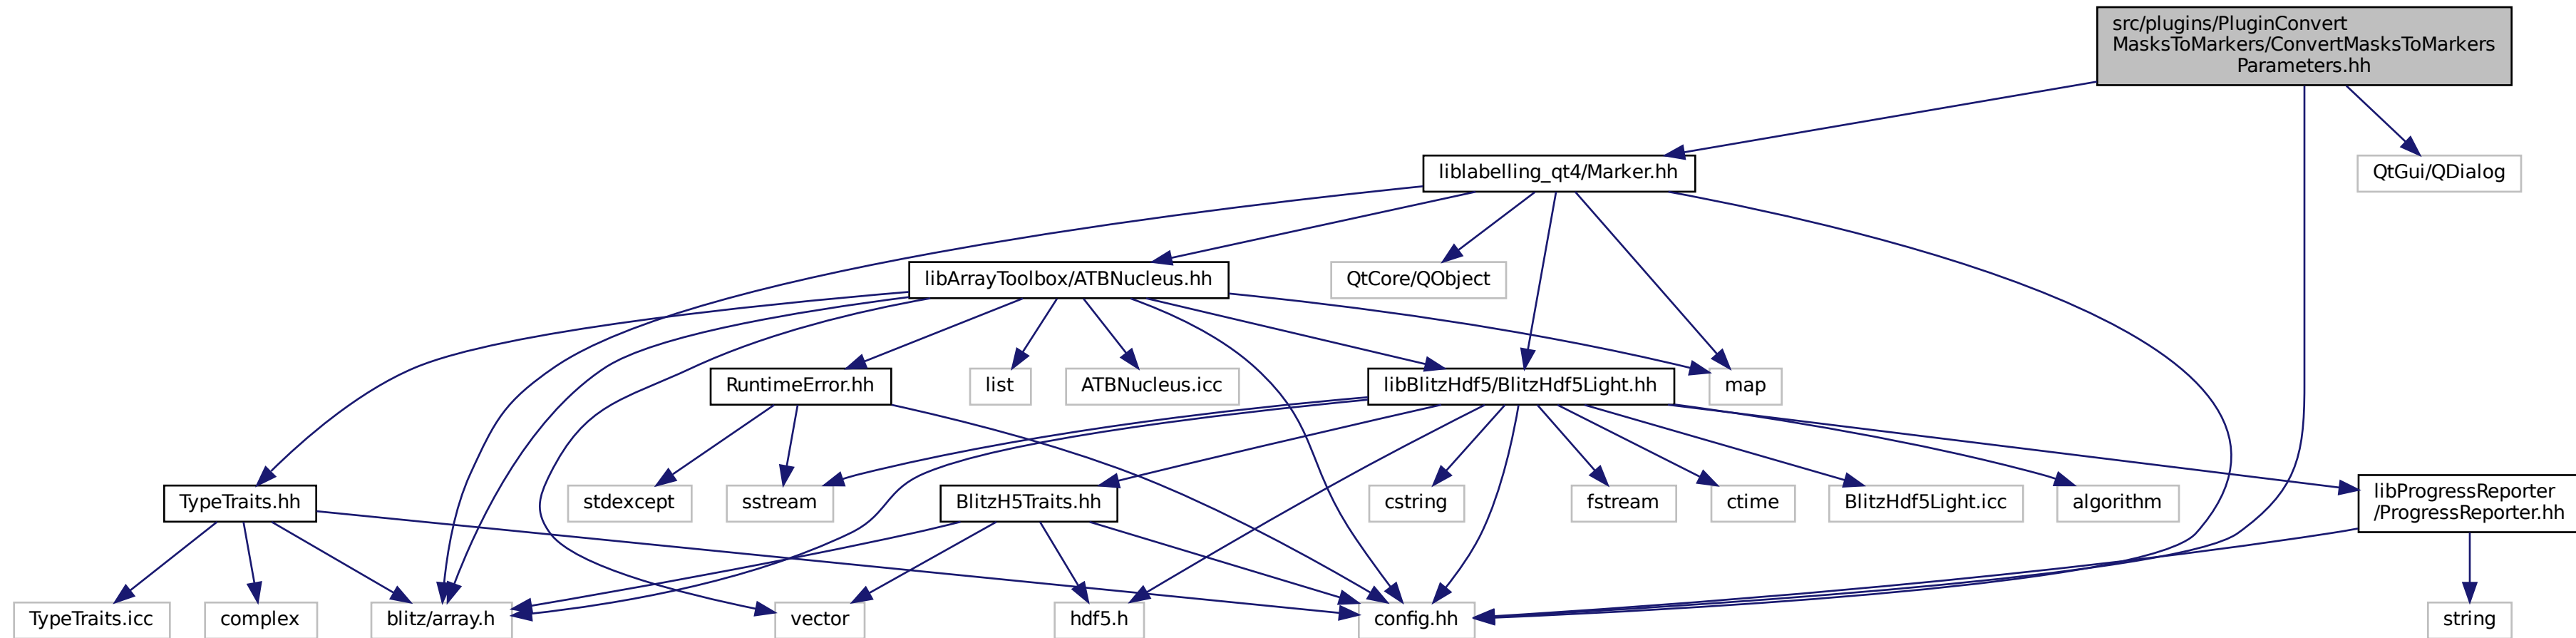 src/plugins/PluginConvert
MasksToMarkers/ConvertMasksToMarkers
Parameters.hh
liblabelling_qt4/Marker.hh
QtGui/QDialog
libArrayToolbox/ATBNucleus.hh
QtCore/QObject
RuntimeError.hh
list
ATBNucleus.icc
libBlitzHdf5/BlitzHdf5Light.hh
map
TypeTraits.hh
stdexcept
sstream
BlitzH5Traits.hh
cstring
fstream
ctime
BlitzHdf5Light.icc
algorithm
libProgressReporter
/ProgressReporter.hh
TypeTraits.icc
complex
blitz/array.h
vector
hdf5.h
config.hh
string